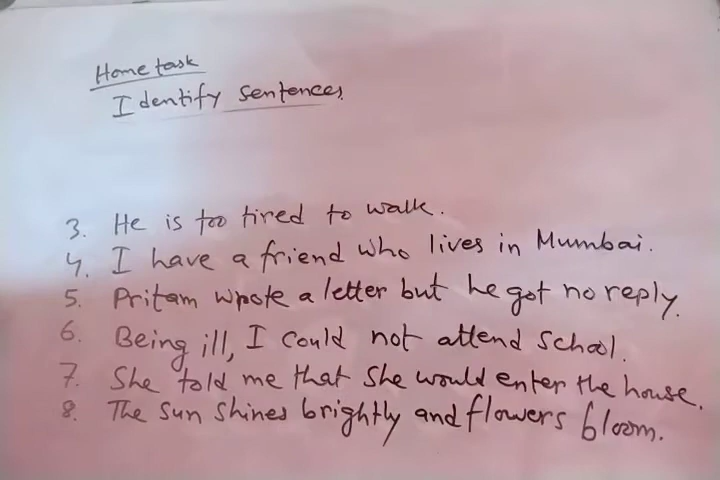 Home task
Identify sentences.
3. He is too tired to walk.
4. I have a friend who lives in Mumbai.
5. Pritam wrote a letter but he got no reply.
6. Being ill, I could not attend school.
7. She told me that she would enter the house.
8. The sun shines brightly and flowers bloom.